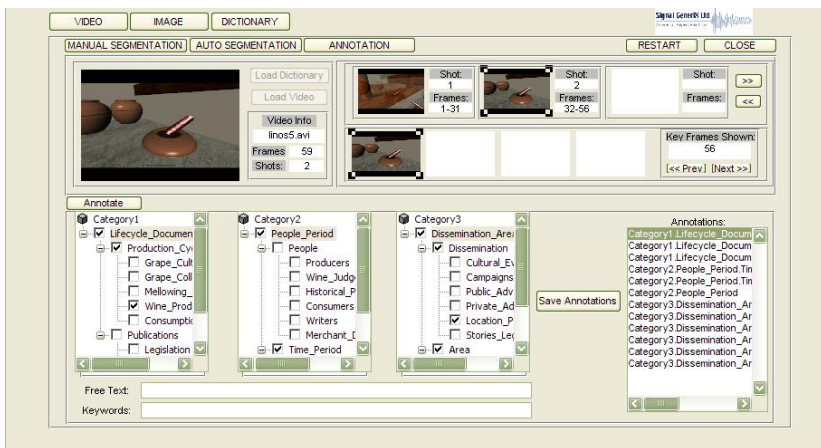 VIDEO IMAGE DICTIONARY
Signal GeneriX Ltd
MANUAL SEGMENTATION AUTO SEGMENTATION ANNOTATION RESTART CLOSE
Load Dictionary
Load Video
Video Info
linos5.avi
Frames 59
Shots: 2
Shot:
1
Frames:
1-31
Shot:
2
Frames:
32-56
Shot:
Frames:
>>
<<
Key Frames Shown:
56
[<< Prev] [Next >>]
Annotate
Category1
Lifecycle_Documen
Production_Cy
Grape_Cult
Grape_Coll
Mellowing_
Wine_Prod
Consumptic
Publications
Legislation
Category2
People_Period
People
Producers
Wine_Judg
Historical_P
Consumers
Writers
Merchant_D
Time_Period
Category3
Dissemination_Area
Dissemination
Cultural_Ev
Campaigns
Public_Adv
Private_Ad
Location_P
Stories_Leg
Area
Save Annotations
Annotations:
Category1.Lifecycle_Docum
Category1.Lifecycle_Docum
Category1.Lifecycle_Docum
Category2.People_Period.Tin
Category2.People_Period.Tin
Category2.People_Period
Category3.Dissemination_Ar
Category3.Dissemination_Ar
Category3.Dissemination_Ar
Category3.Dissemination_Ar
Category3.Dissemination_Ar
Category3.Dissemination_Ar
Free Text:
Keywords: